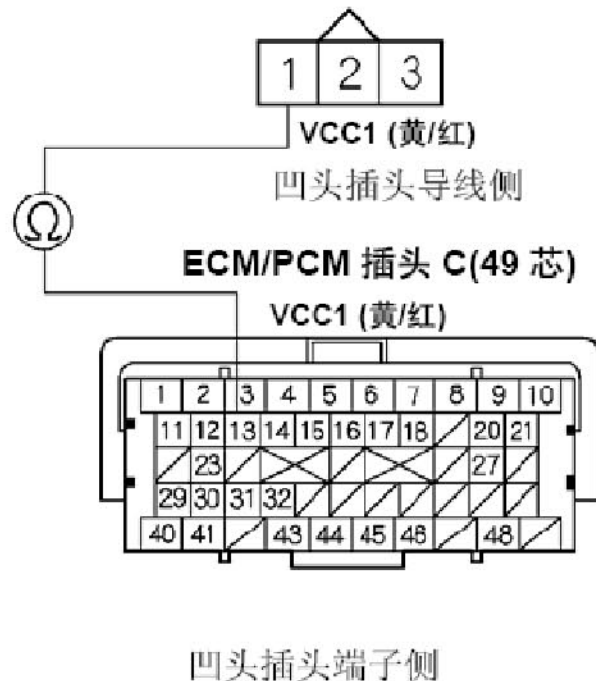 1 2 3
VCC1 (黄/红)
凹头插头导线侧
Ω
ECM/PCM 插头 C(49 芯)
VCC1 (黄/红)
1 2 3 4 5 6 7 8 9 10
11 12 13 14 15 16 17 18 20 21
23 27
29 30 31 32
40 41 43 44 45 46 48
凹头插头端子侧